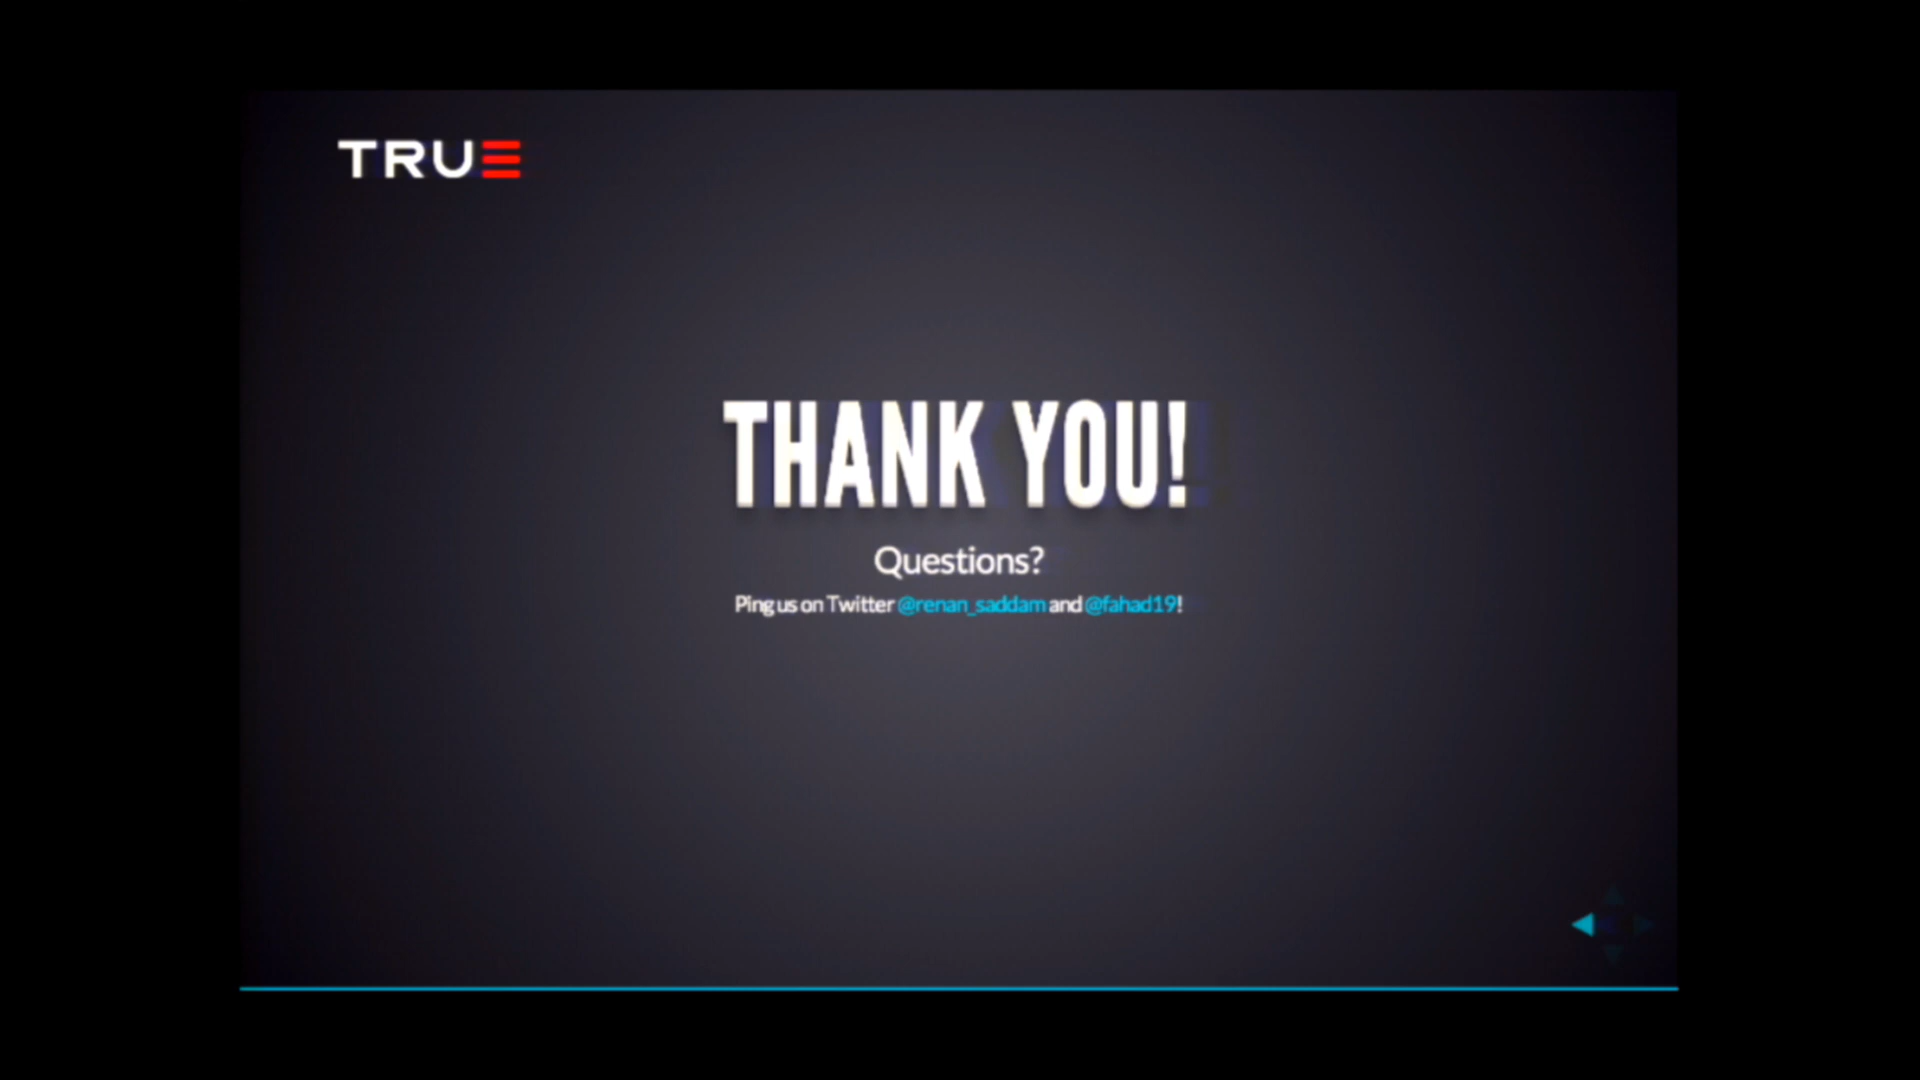 TRUE
THANK YOU!
Questions?
Ping us on Twitter @renan_saddam and @fahad19!